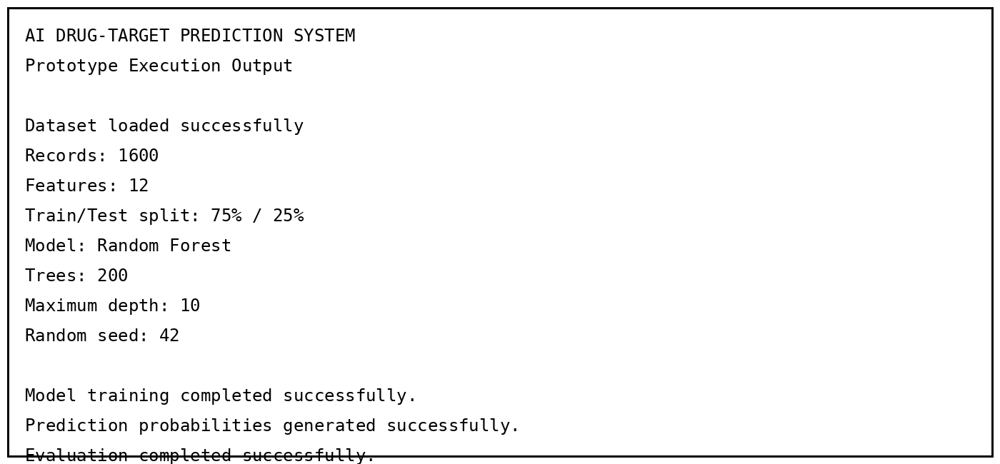 AI DRUG-TARGET PREDICTION SYSTEM
Prototype Execution Output
Dataset loaded successfully
Records: 1600
Features: 12
Train/Test split: 75% / 25%
Model: Random Forest
Trees: 200
Maximum depth: 10
Random seed: 42
Model training completed successfully.
Prediction probabilities generated successfully.
Evaluation completed successfully.